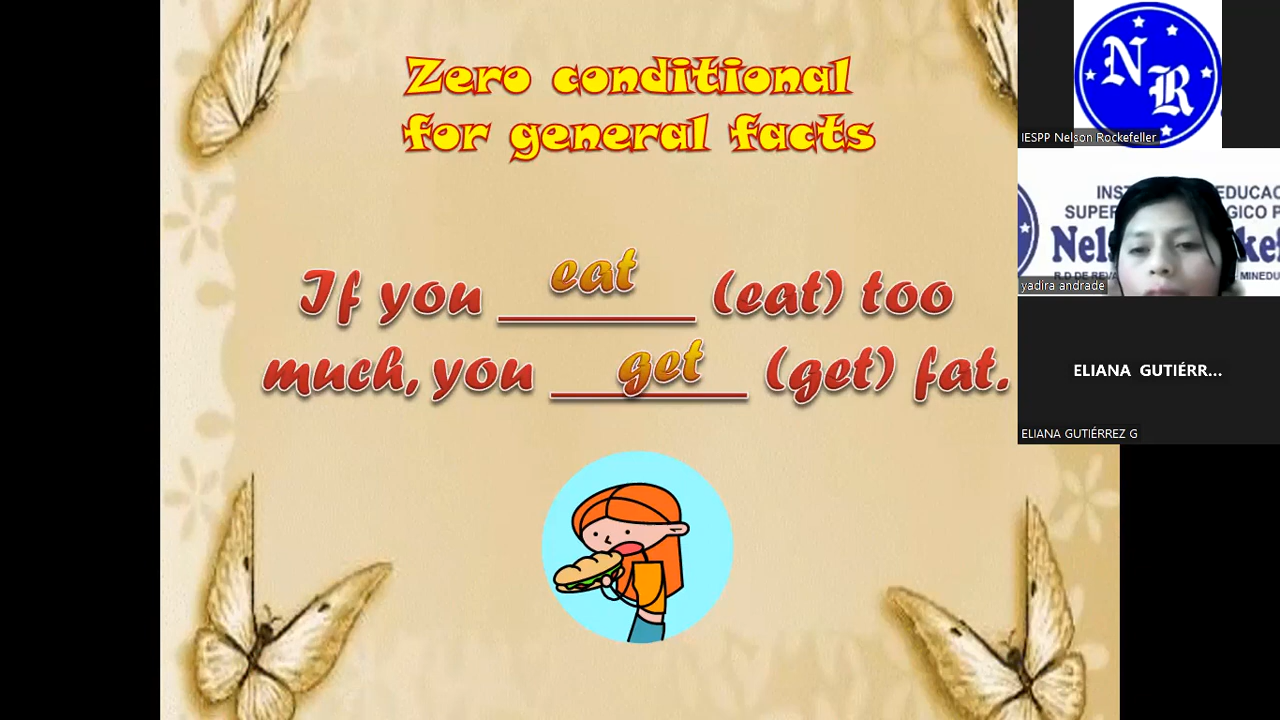 Zero conditional
for general facts
If you eat (eat) too
much, you get (get) fat.
N
R
IESPP Nelson Rockefeller
yadira andrade
ELIANA GUTIÉRR...
ELIANA GUTIÉRREZ G